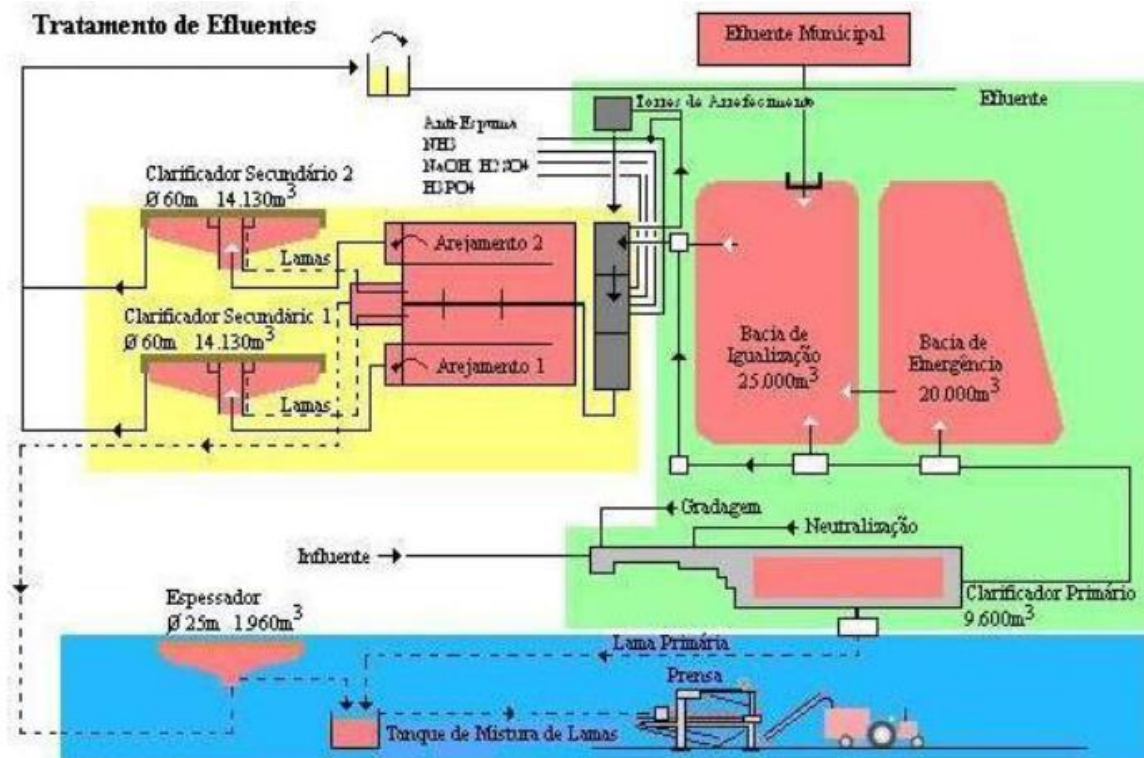 Tratamento de Efluentes
Efluente Municipal
Efluente
Torres de Arrefecimento
Anti-Espuma
NH3
NaOH, H2SO4
H3PO4
Clarificador Secundário 2
Ø 60m 14.130m³
Lamas
Arejamento 2
Clarificador Secundário 1
Ø 60m 14.130m³
Lamas
Arejamento 1
Bacia de
Igualização
25.000m³
Bacia de
Emergência
20.000m³
Gradagem
Neutralização
Influente
Clarificador Primário
9.600m³
Espessador
Ø 25m 1.960m³
Lama Primária
Prensa
Tanque de Mistura de Lamas